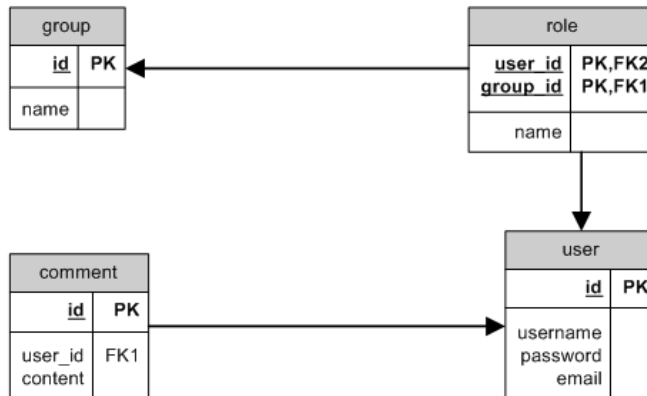 group
id PK
name
role
user_id PK,FK2
group_id PK,FK1
name
comment
id PK
user_id FK1
content
user
id PK
username
password
email